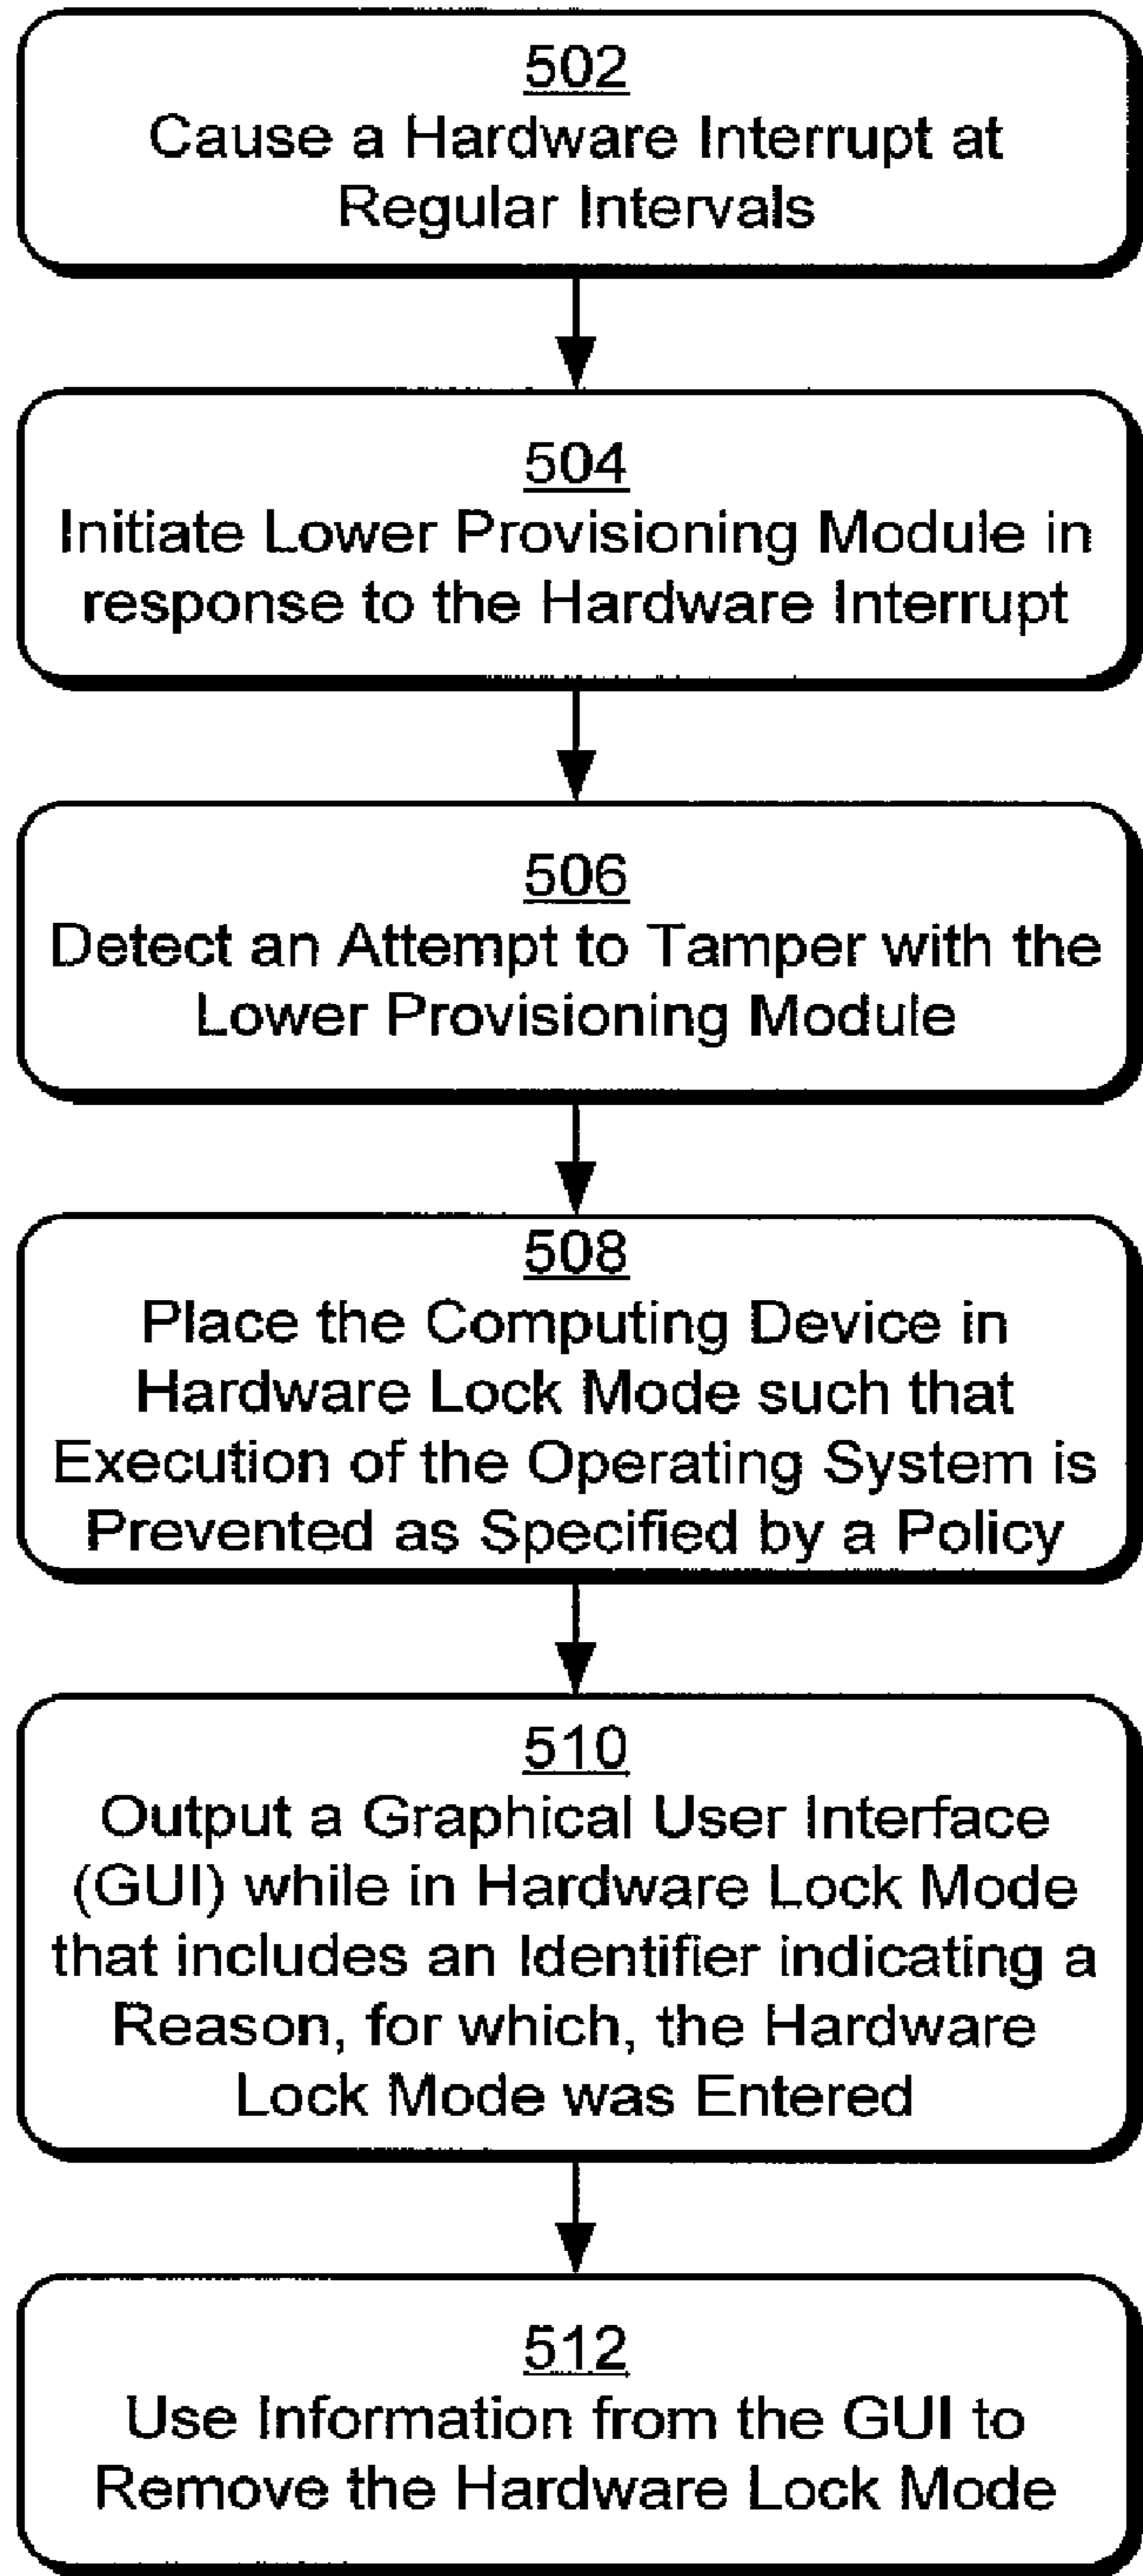 502
Cause a Hardware Interrupt at
Regular Intervals
504
Initiate Lower Provisioning Module in
response to the Hardware Interrupt
506
Detect an Attempt to Tamper with the
Lower Provisioning Module
508
Place the Computing Device in
Hardware Lock Mode such that
Execution of the Operating System is
Prevented as Specified by a Policy
510
Output a Graphical User Interface
(GUI) while in Hardware Lock Mode
that includes an Identifier indicating a
Reason, for which, the Hardware
Lock Mode was Entered
512
Use Information from the GUI to
Remove the Hardware Lock Mode